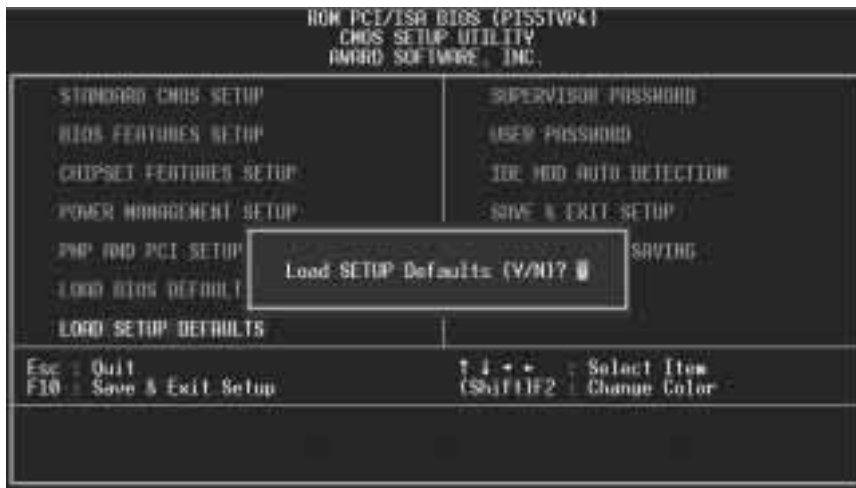 ROM PCI/ISA BIOS (PI55TVP4)
CMOS SETUP UTILITY
AWARD SOFTWARE, INC.
STANDARD CMOS SETUP
BIOS FEATURES SETUP
CHIPSET FEATURES SETUP
POWER MANAGEMENT SETUP
PNP AND PCI SETUP
LOAD BIOS DEFAULT
LOAD SETUP DEFAULTS
SUPERVISOR PASSWORD
USER PASSWORD
IDE HDD AUTO DETECTION
SAVE & EXIT SETUP
SAVING
Load SETUP Defaults (Y/N)?
Esc : Quit
F10 : Save & Exit Setup
↑ ↓ → ← : Select Item
(Shift)F2 : Change Color